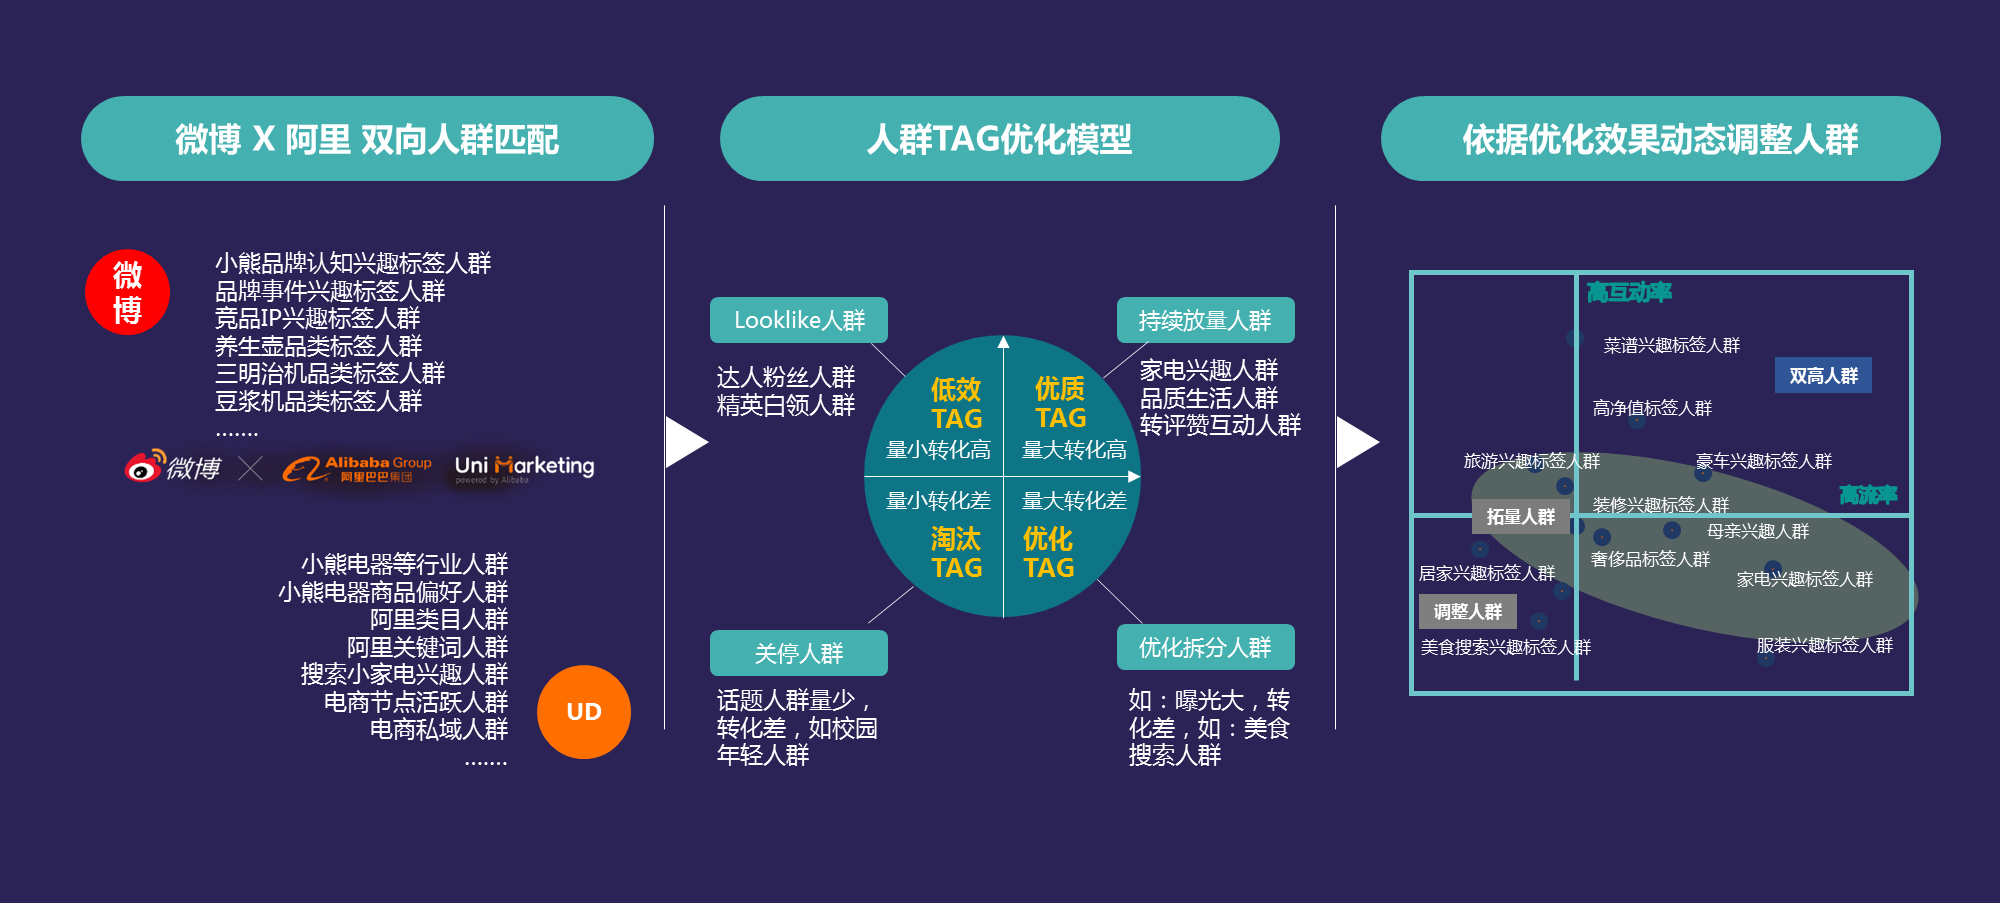 微博 X 阿里 双向人群匹配
微
博
小熊品牌认知兴趣标签人群
品牌事件兴趣标签人群
竞品IP兴趣标签人群
养生壶品类标签人群
三明治机品类标签人群
豆浆机品类标签人群
.......
微博
Alibaba Group
阿里巴巴集团
Uni Marketing
powered by Alibaba
小熊电器等行业人群
小熊电器商品偏好人群
阿里类目人群
阿里关键词人群
搜索小家电兴趣人群
电商节点活跃人群
电商私域人群
.......
UD
人群TAG优化模型
Looklike人群
达人粉丝人群
精英白领人群
持续放量人群
家电兴趣人群
品质生活人群
转评赞互动人群
低效
TAG
量小转化高
优质
TAG
量大转化高
量小转化差
淘汰
TAG
量大转化差
优化
TAG
关停人群
话题人群量少，
转化差，如校园
年轻人群
优化拆分人群
如：曝光大，转
化差，如：美食
搜索人群
依据优化效果动态调整人群
高互动率
菜谱兴趣标签人群
双高人群
高净值标签人群
旅游兴趣标签人群
豪车兴趣标签人群
高流率
装修兴趣标签人群
拓量人群
母亲兴趣人群
奢侈品标签人群
居家兴趣标签人群
家电兴趣标签人群
调整人群
美食搜索兴趣标签人群
服装兴趣标签人群